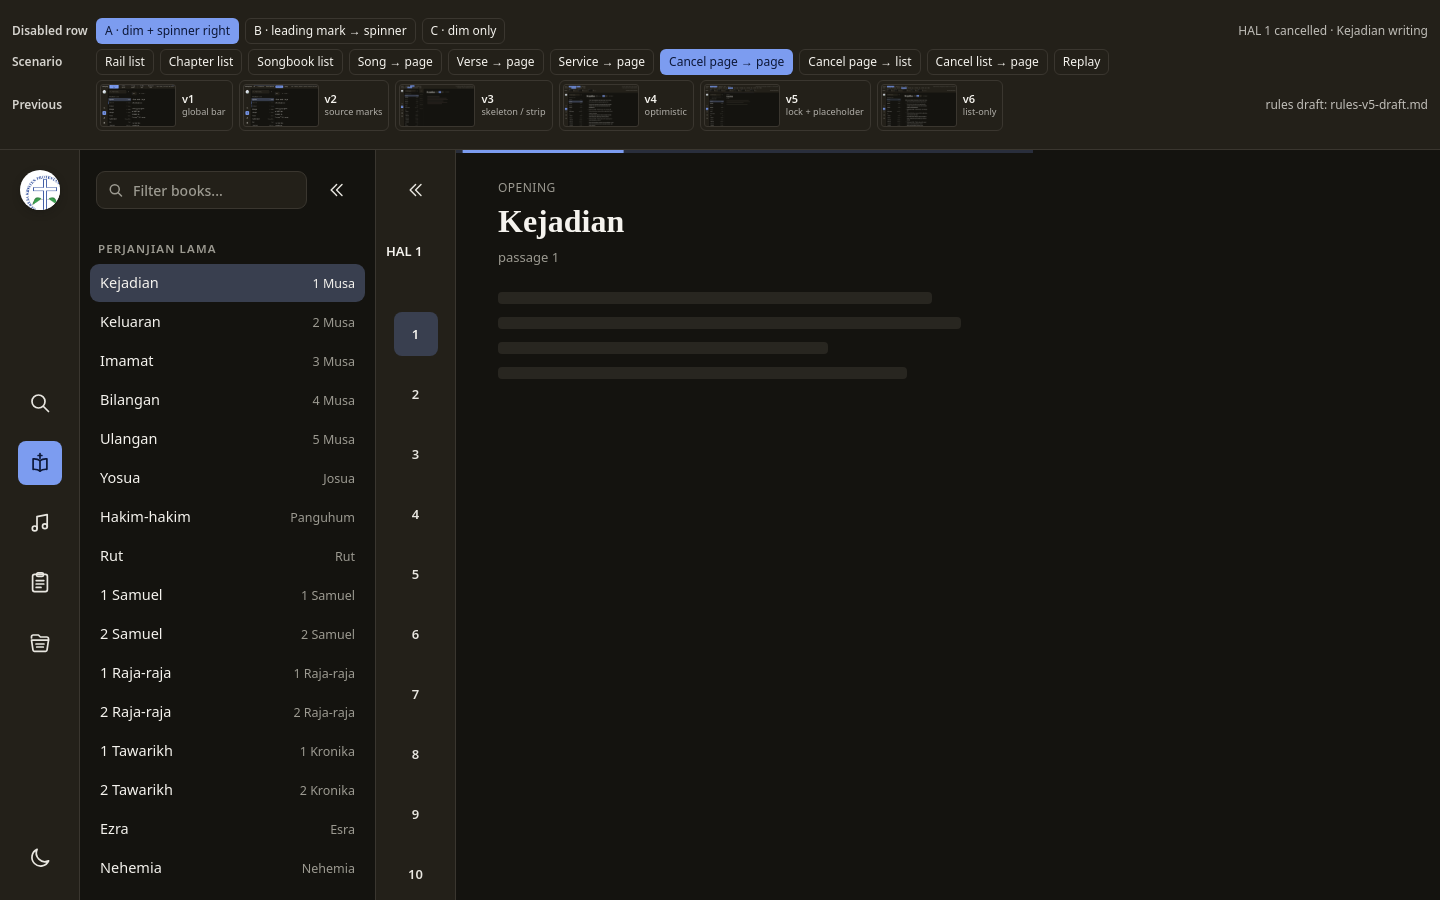 Disabled row A · dim + spinner right B · leading mark → spinner C · dim only HAL 1 cancelled · Kejadian writing
Scenario Rail list Chapter list Songbook list Song → page Verse → page Service → page Cancel page → page Cancel page → list Cancel list → page Replay
Previous v1 global bar v2 source marks v3 skeleton / strip v4 optimistic v5 lock + placeholder v6 list-only rules draft: rules-v5-draft.md
Filter books...
PERJANJIAN LAMA
Kejadian 1 Musa
Keluaran 2 Musa
Imamat 3 Musa
Bilangan 4 Musa
Ulangan 5 Musa
Yosua Josua
Hakim-hakim Panguhum
Rut Rut
1 Samuel 1 Samuel
2 Samuel 2 Samuel
1 Raja-raja 1 Raja-raja
2 Raja-raja 2 Raja-raja
1 Tawarikh 1 Kronika
2 Tawarikh 2 Kronika
Ezra Esra
Nehemia Nehemia
HAL 1
1
2
3
4
5
6
7
8
9
10
OPENING
Kejadian
passage 1